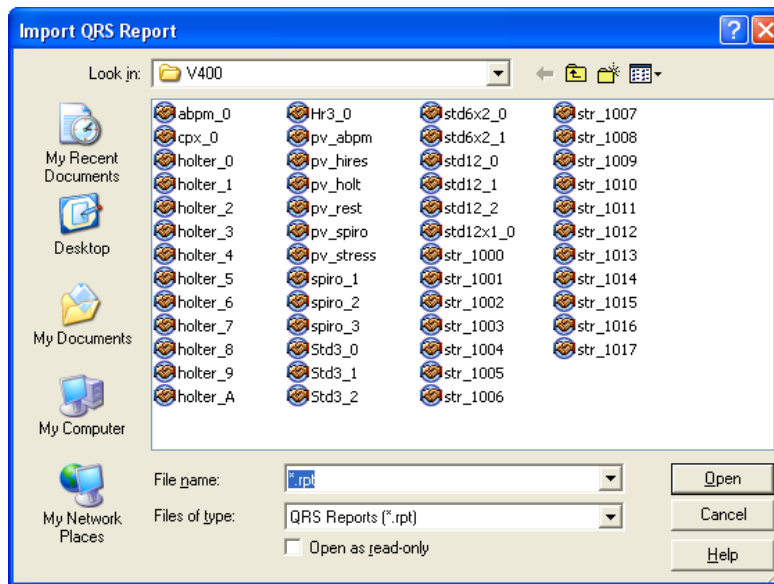 Import QRS Report
Look in: V400
My Recent
Documents
Desktop
My Documents
My Computer
My Network
Places
abpm_0
cpx_0
holter_0
holter_1
holter_2
holter_3
holter_4
holter_5
holter_6
holter_7
holter_8
holter_9
holter_A
Hr3_0
pv_abpm
pv_hires
pv_holt
pv_rest
pv_spiro
pv_stress
spiro_1
spiro_2
spiro_3
Std3_0
Std3_1
Std3_2
std6x2_0
std6x2_1
std12_0
std12_1
std12_2
std12x1_0
str_1000
str_1001
str_1002
str_1003
str_1004
str_1005
str_1006
str_1007
str_1008
str_1009
str_1010
str_1011
str_1012
str_1013
str_1014
str_1015
str_1016
str_1017
File name: *.rpt
Open
Files of type: QRS Reports (*.rpt)
Cancel
Open as read-only
Help